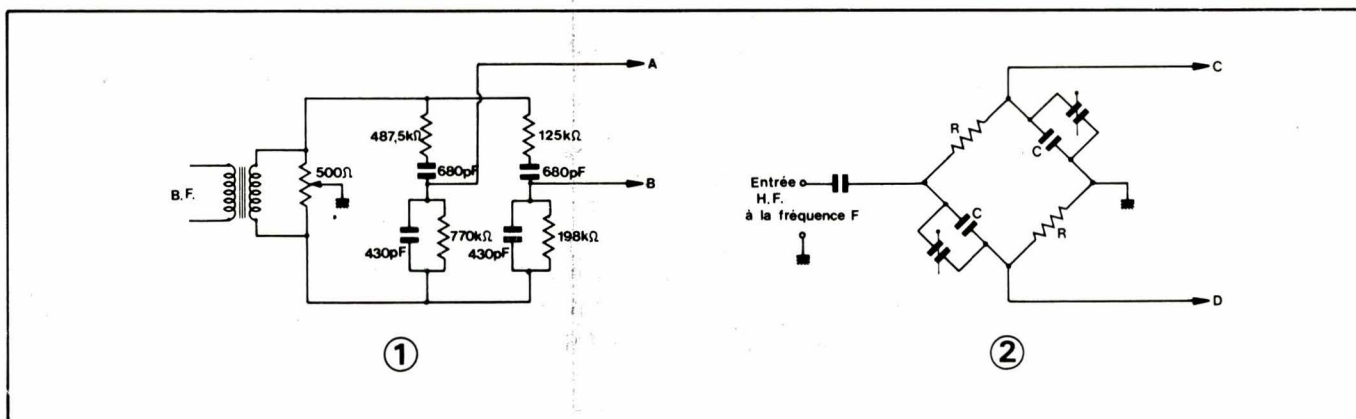 A
487,5kΩ
125kΩ
500Ω
680pF
680pF
B
B.F.
770kΩ
198kΩ
430pF
430pF
①
C
R
C
Entrée
H.F.
à la fréquence F
C
R
D
②